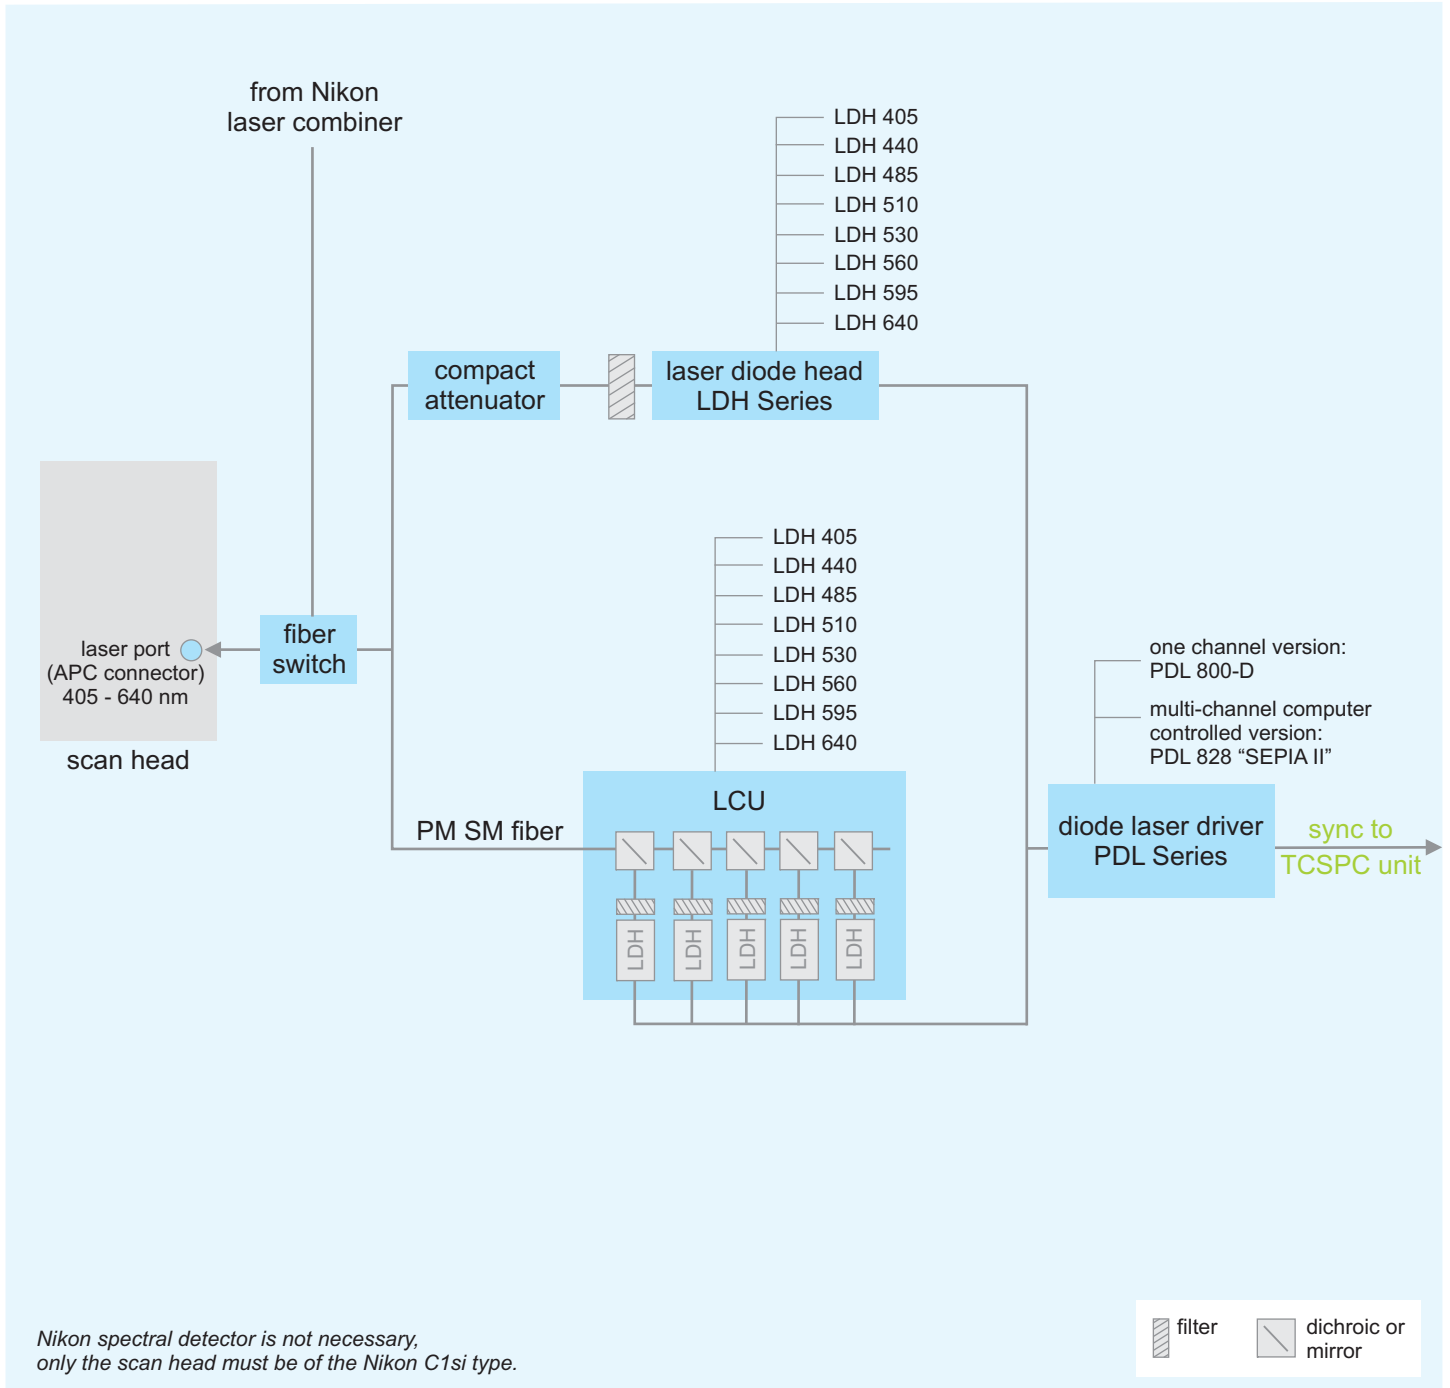 from Nikon
laser combiner
LDH 405
LDH 440
LDH 485
LDH 510
LDH 530
LDH 560
LDH 595
LDH 640
compact
attenuator
laser diode head
LDH Series
LDH 405
LDH 440
LDH 485
LDH 510
LDH 530
LDH 560
LDH 595
LDH 640
fiber
switch
laser port
(APC connector)
405 - 640 nm
scan head
one channel version:
PDL 800-D
multi-channel computer
controlled version:
PDL 828 “SEPIA II”
LCU
PM SM fiber
LDH
LDH
LDH
LDH
LDH
diode laser driver
PDL Series
sync to
TCSPC unit
Nikon spectral detector is not necessary,
only the scan head must be of the Nikon C1si type.
filter
dichroic or
mirror